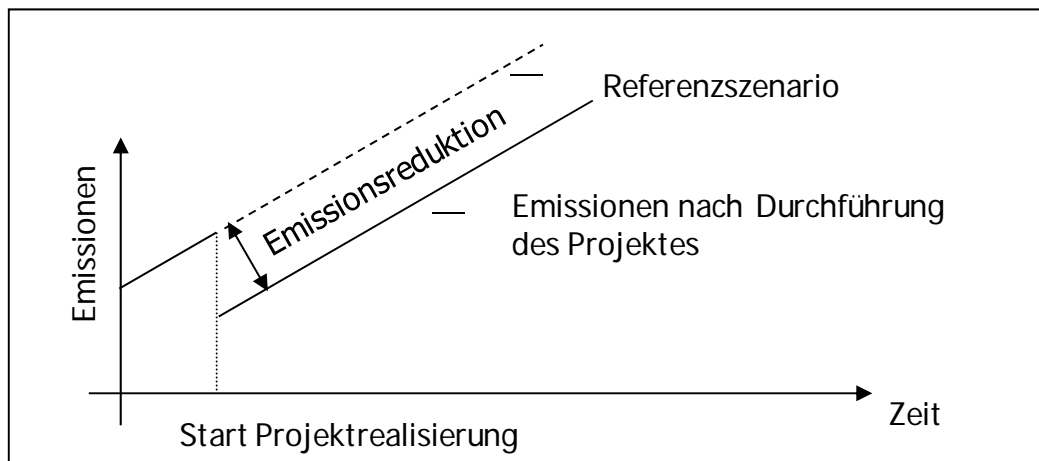 Referenzszenario
Emissionsreduktion
Emissionen
Emissionen nach Durchführung
des Projektes
Zeit
Start Projektrealisierung